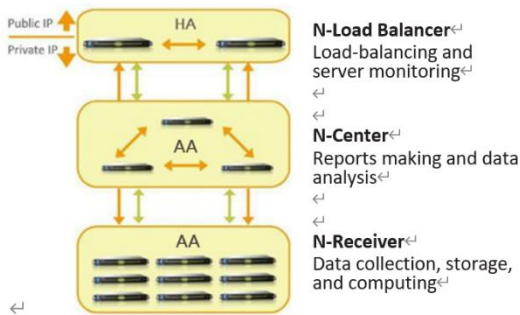 Public IP
Private IP
HA
N-Load Balancer↵
Load-balancing and
server monitoring↵
↵
↵
AA
N-Center↵
Reports making and data
analysis↵
↵
↵
AA
N-Receiver↵
Data collection, storage,
and computing↵
↵